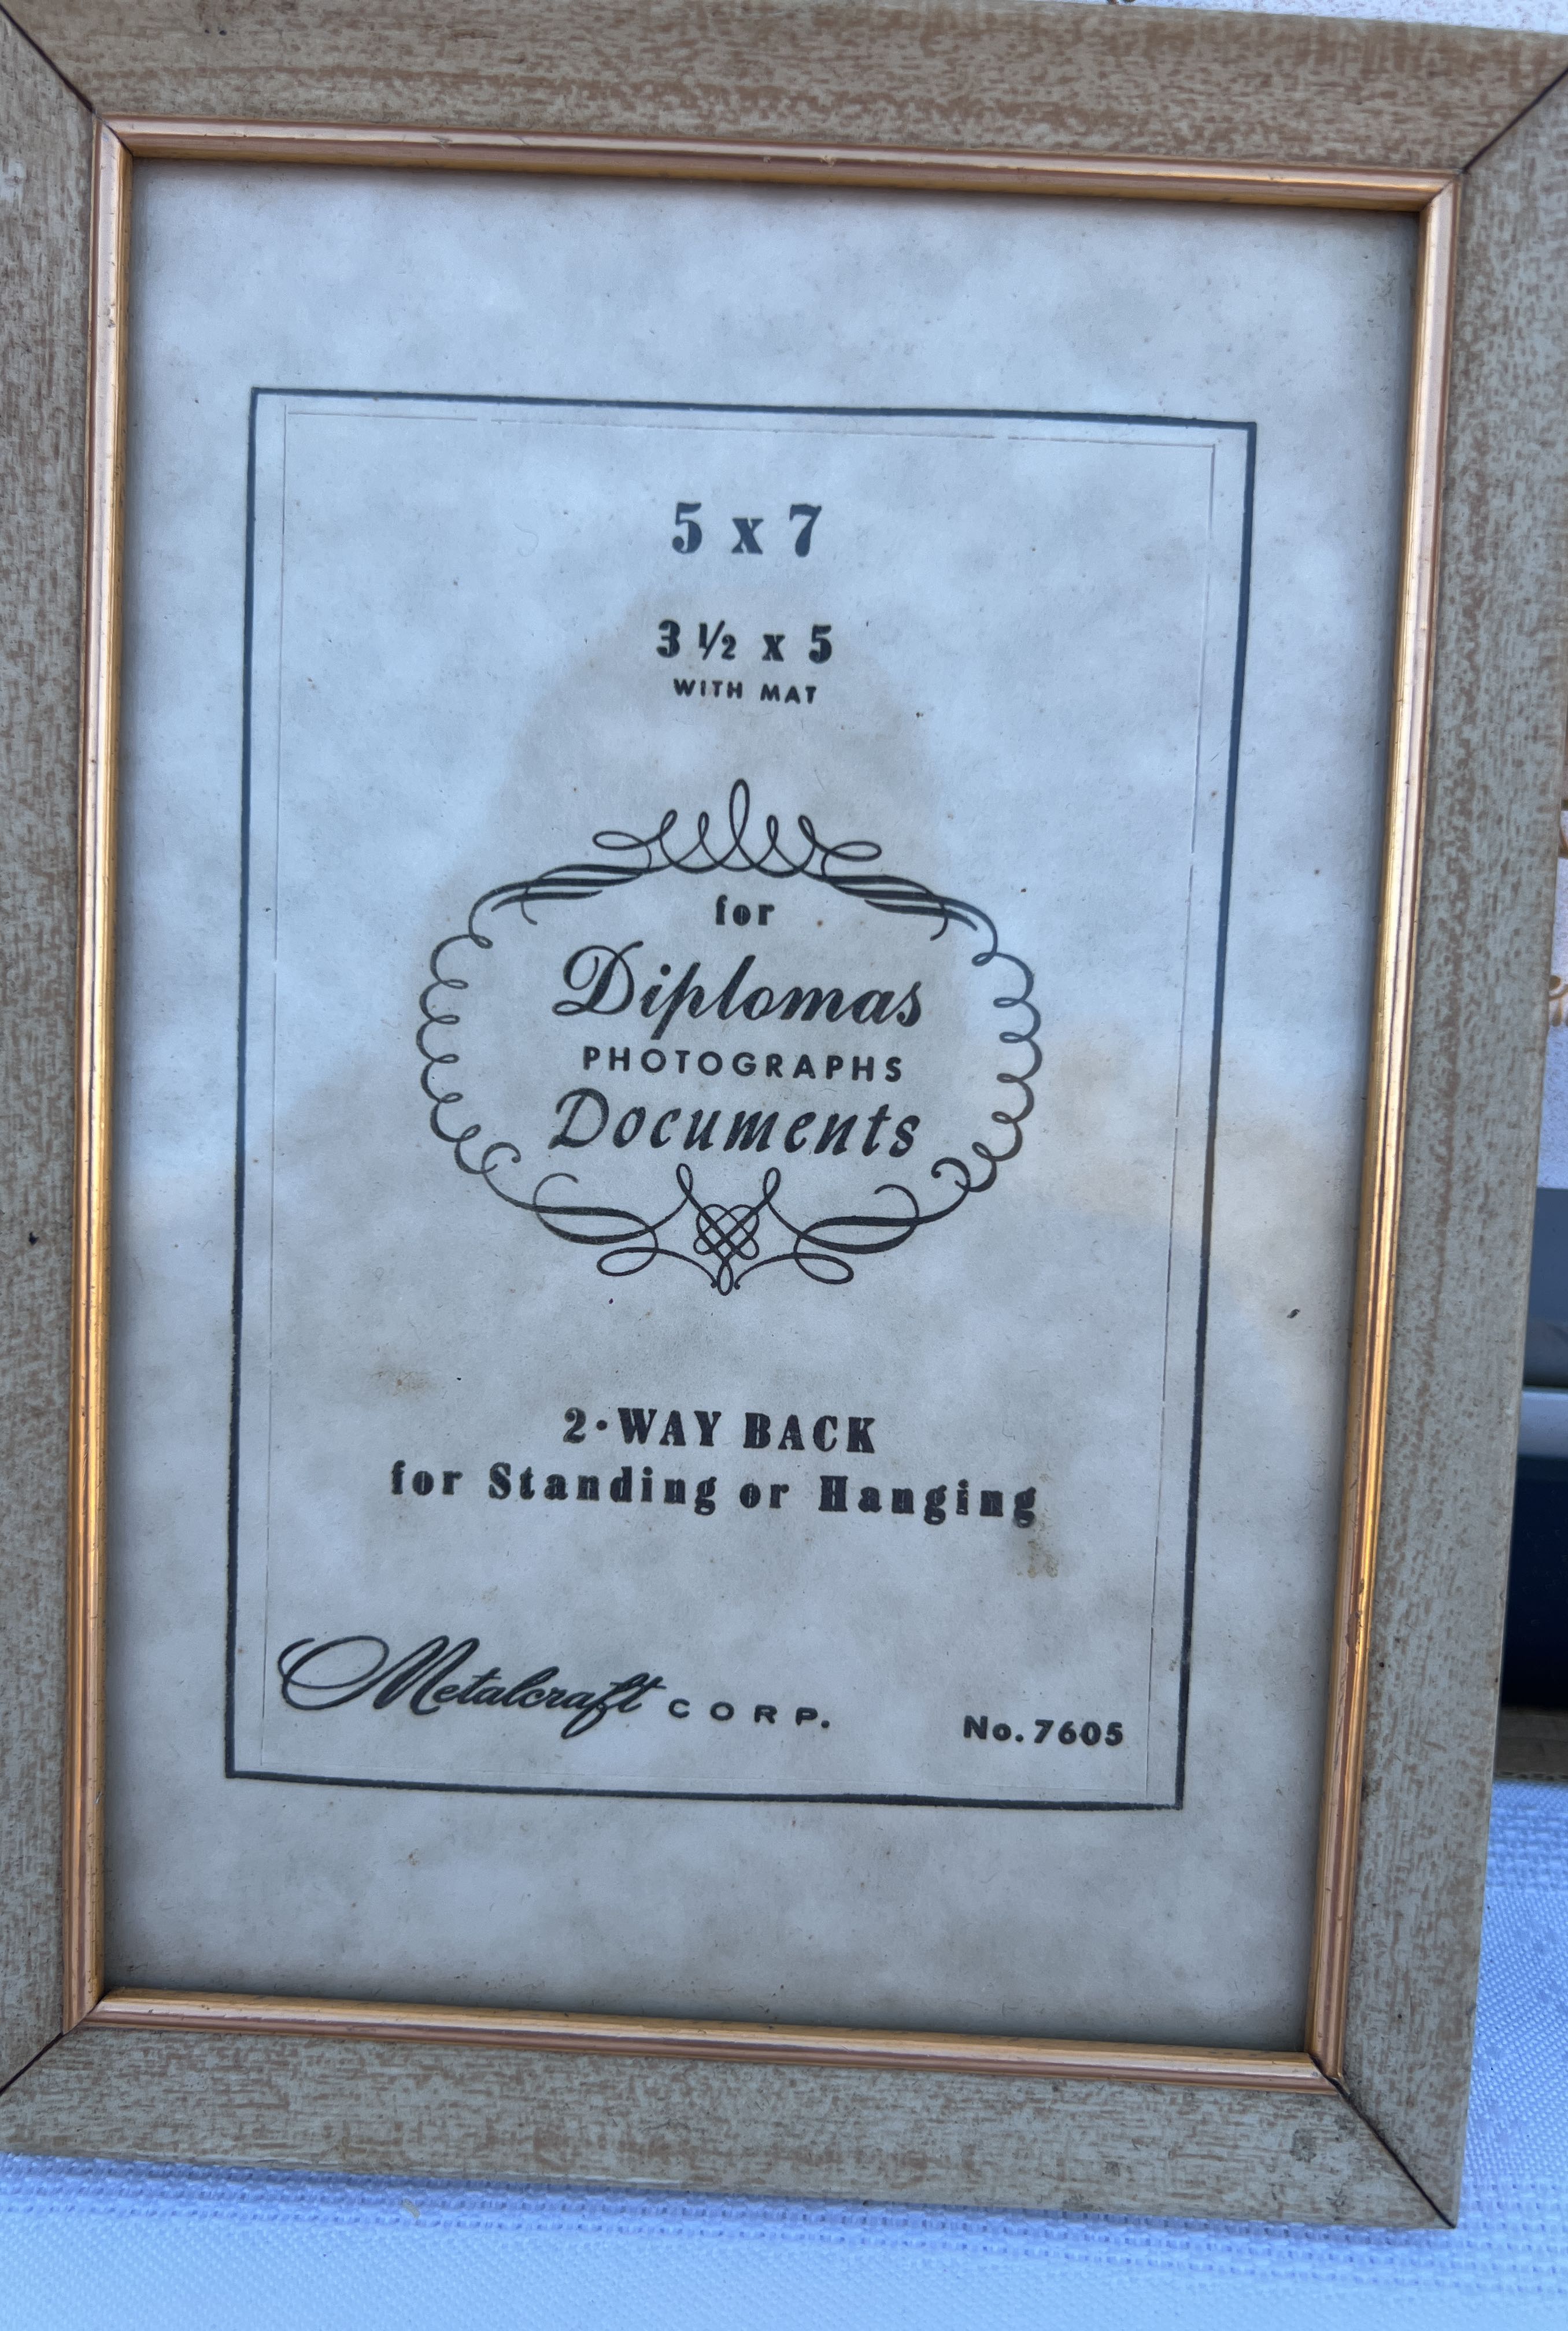 5 x 7
3 ½ x 5
WITH MAT
for
Diplomas
PHOTOGRAPHS
Documents
2-WAY BACK
for Standing or Hanging
Metalcraft CORP. No. 7605